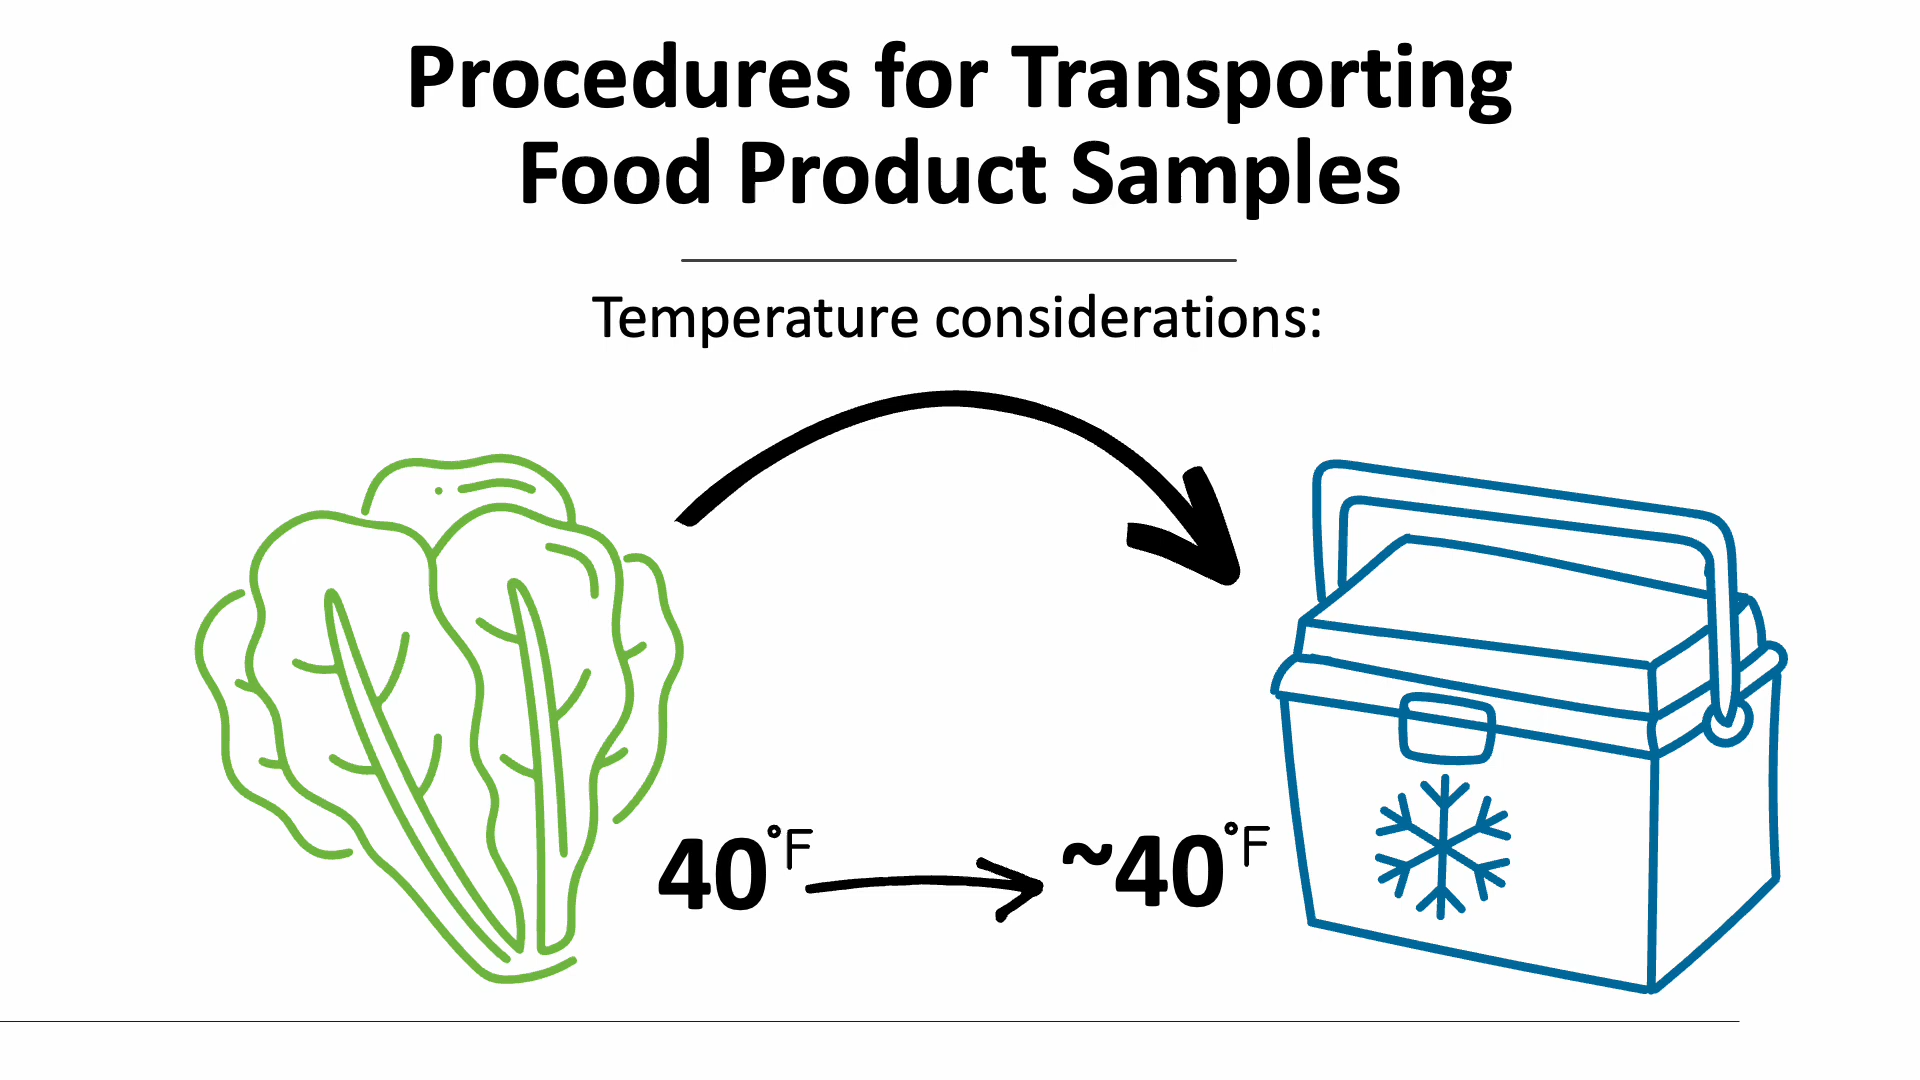 Procedures for Transporting
Food Product Samples
Temperature considerations:
40°F
~40°F